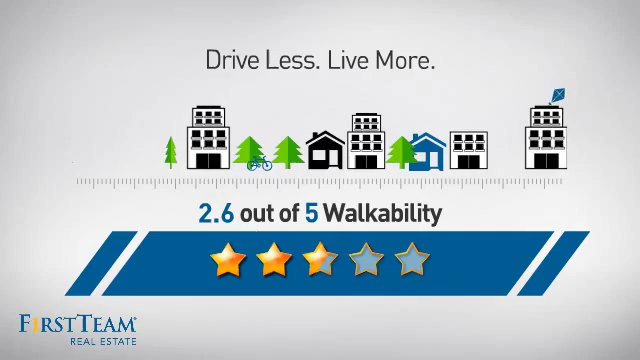 Drive Less. Live More.
2.6 out of 5 Walkability
FIRSTTEAM®
REAL ESTATE